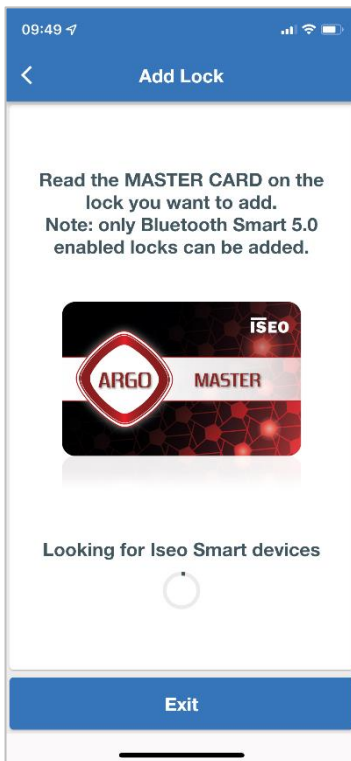 09:49
Add Lock
Read the MASTER CARD on the
lock you want to add.
Note: only Bluetooth Smart 5.0
enabled locks can be added.
ISEO
ARGO MASTER
Looking for Iseo Smart devices
Exit